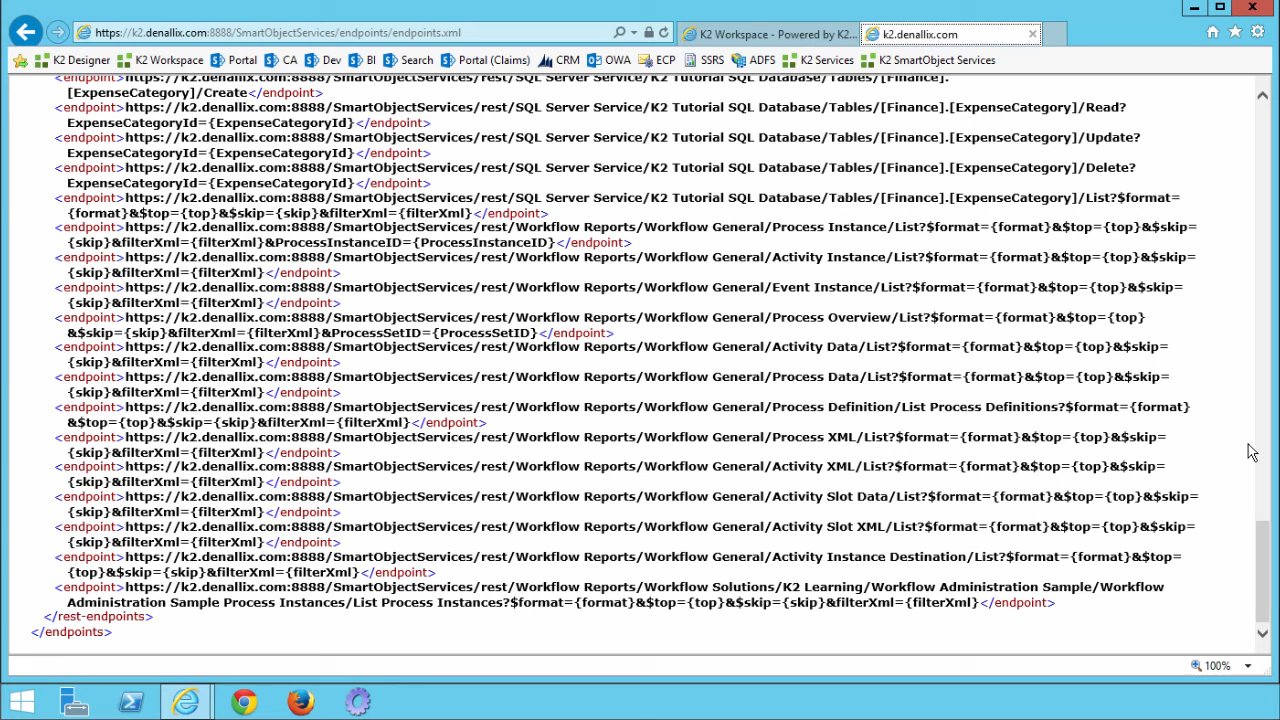 https://k2.denallix.com:8888/SmartObjectServices/endpoints/endpoints.xml
K2 Workspace - Powered by K2...
k2.denallix.com
K2 Designer
K2 Workspace
Portal
CA
Dev
BI
Search
Portal (Claims)
CRM
OWA
ECP
SSRS
ADFS
K2 Services
K2 SmartObject Services
<endpoint>https://k2.denallix.com:8888/SmartObjectServices/rest/SQL Server Service/K2 Tutorial SQL Database/Tables/[Finance].
[ExpenseCategory]/Create</endpoint>
<endpoint>https://k2.denallix.com:8888/SmartObjectServices/rest/SQL Server Service/K2 Tutorial SQL Database/Tables/[Finance].[ExpenseCategory]/Read?
ExpenseCategoryId={ExpenseCategoryId}</endpoint>
<endpoint>https://k2.denallix.com:8888/SmartObjectServices/rest/SQL Server Service/K2 Tutorial SQL Database/Tables/[Finance].[ExpenseCategory]/Update?
ExpenseCategoryId={ExpenseCategoryId}</endpoint>
<endpoint>https://k2.denallix.com:8888/SmartObjectServices/rest/SQL Server Service/K2 Tutorial SQL Database/Tables/[Finance].[ExpenseCategory]/Delete?
ExpenseCategoryId={ExpenseCategoryId}</endpoint>
<endpoint>https://k2.denallix.com:8888/SmartObjectServices/rest/SQL Server Service/K2 Tutorial SQL Database/Tables/[Finance].[ExpenseCategory]/List?$format=
{format}&$top={top}&$skip={skip}&filterXml={filterXml}</endpoint>
<endpoint>https://k2.denallix.com:8888/SmartObjectServices/rest/Workflow Reports/Workflow General/Process Instance/List?$format={format}&$top={top}&$skip=
{skip}&filterXml={filterXml}&ProcessInstanceID={ProcessInstanceID}</endpoint>
<endpoint>https://k2.denallix.com:8888/SmartObjectServices/rest/Workflow Reports/Workflow General/Activity Instance/List?$format={format}&$top={top}&$skip=
{skip}&filterXml={filterXml}</endpoint>
<endpoint>https://k2.denallix.com:8888/SmartObjectServices/rest/Workflow Reports/Workflow General/Event Instance/List?$format={format}&$top={top}&$skip=
{skip}&filterXml={filterXml}</endpoint>
<endpoint>https://k2.denallix.com:8888/SmartObjectServices/rest/Workflow Reports/Workflow General/Process Overview/List?$format={format}&$top={top}
&$skip={skip}&filterXml={filterXml}&ProcessSetID={ProcessSetID}</endpoint>
<endpoint>https://k2.denallix.com:8888/SmartObjectServices/rest/Workflow Reports/Workflow General/Activity Data/List?$format={format}&$top={top}&$skip=
{skip}&filterXml={filterXml}</endpoint>
<endpoint>https://k2.denallix.com:8888/SmartObjectServices/rest/Workflow Reports/Workflow General/Process Data/List?$format={format}&$top={top}&$skip=
{skip}&filterXml={filterXml}</endpoint>
<endpoint>https://k2.denallix.com:8888/SmartObjectServices/rest/Workflow Reports/Workflow General/Process Definition/List Process Definitions?$format={format}
&$top={top}&$skip={skip}&filterXml={filterXml}</endpoint>
<endpoint>https://k2.denallix.com:8888/SmartObjectServices/rest/Workflow Reports/Workflow General/Process XML/List?$format={format}&$top={top}&$skip=
{skip}&filterXml={filterXml}</endpoint>
<endpoint>https://k2.denallix.com:8888/SmartObjectServices/rest/Workflow Reports/Workflow General/Activity XML/List?$format={format}&$top={top}&$skip=
{skip}&filterXml={filterXml}</endpoint>
<endpoint>https://k2.denallix.com:8888/SmartObjectServices/rest/Workflow Reports/Workflow General/Activity Slot Data/List?$format={format}&$top={top}&$skip=
{skip}&filterXml={filterXml}</endpoint>
<endpoint>https://k2.denallix.com:8888/SmartObjectServices/rest/Workflow Reports/Workflow General/Activity Slot XML/List?$format={format}&$top={top}&$skip=
{skip}&filterXml={filterXml}</endpoint>
<endpoint>https://k2.denallix.com:8888/SmartObjectServices/rest/Workflow Reports/Workflow General/Activity Instance Destination/List?$format={format}&$top=
{top}&$skip={skip}&filterXml={filterXml}</endpoint>
<endpoint>https://k2.denallix.com:8888/SmartObjectServices/rest/Workflow Reports/Workflow Solutions/K2 Learning/Workflow Administration Sample/Workflow
Administration Sample Process Instances/List Process Instances?$format={format}&$top={top}&$skip={skip}&filterXml={filterXml}</endpoint>
</rest-endpoints>
</endpoints>
100%